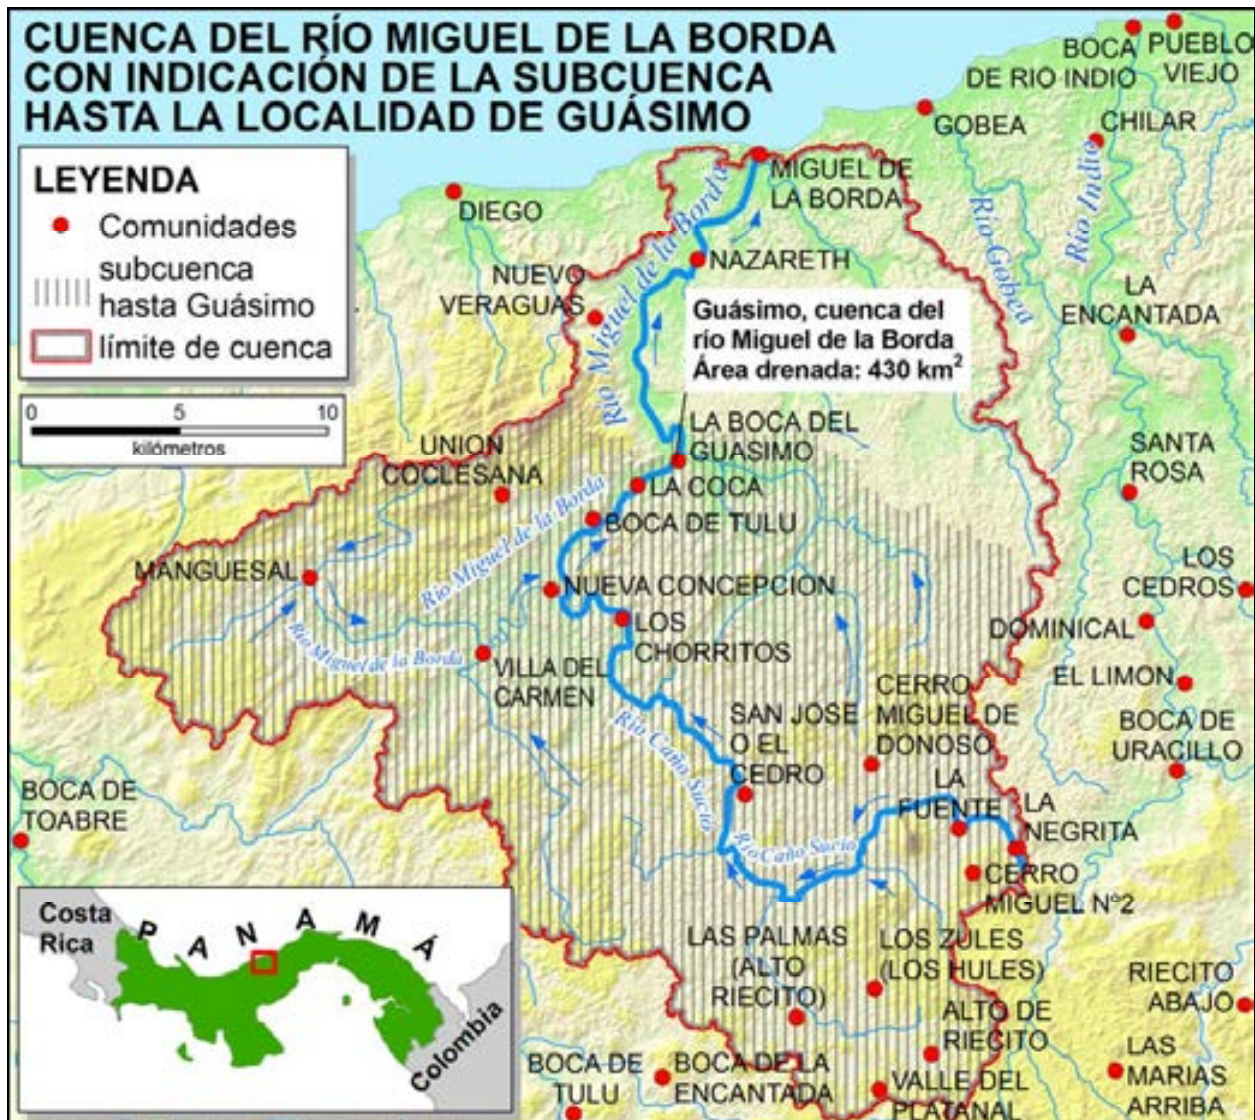 CUENCA DEL RÍO MIGUEL DE LA BORDA
CON INDICACIÓN DE LA SUBCUENCA
HASTA LA LOCALIDAD DE GUÁSIMO
LEYENDA
Comunidades
subcuenca
hasta Guásimo
límite de cuenca
0 5 10
kilómetros
BOCA
DE RIO INDIO
PUEBLO
VIEJO
GOBEA
CHILAR
MIGUEL DE
LA BORDA
DIEGO
Río Miguel de la Borda
Río Gobea
Río Indio
NAZARETH
NUEVO
VERAGUAS
LA
ENCANTADA
Guásimo, cuenca del
río Miguel de la Borda
Área drenada: 430 km²
LA BOCA DEL
GUASIMO
UNION
COCLESANA
SANTA
ROSA
LA COCA
Río Miguel de la Borda
BOCA DE TULU
MANGUESAL
NUEVA CONCEPCION
LOS
CEDROS
Río Miguel de la Borda
LOS
CHORRITOS
DOMINICAL
VILLA DEL
CARMEN
EL LIMON
CERRO
MIGUEL DE
DONOSO
SAN JOSE
O EL
CEDRO
Río Caño Sucio
BOCA DE
URACILLO
BOCA DE
TOABRE
LA
FUENTE
LA
NEGRITA
Río Caño Sucio
CERRO
MIGUEL Nº2
LAS PALMAS
(ALTO
RIECITO)
LOS ZULES
(LOS HULES)
RIECITO
ABAJO
ALTO DE
RIECITO
Costa
Rica
PANAMÁ
Colombia
BOCA DE
TULU
BOCA DE LA
ENCANTADA
VALLE DEL
PLATANAL
LAS
MARIAS
ARRIBA